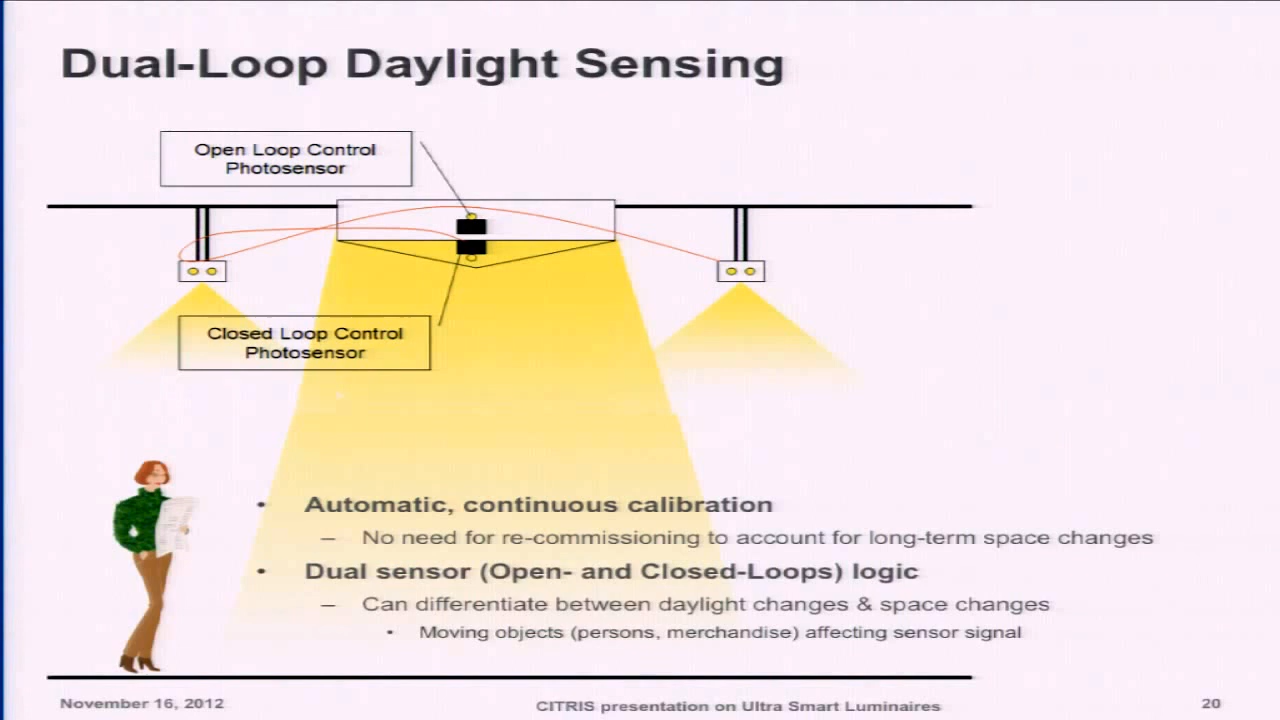 Dual-Loop Daylight Sensing
Open Loop Control
Photosensor
Closed Loop Control
Photosensor
• Automatic, continuous calibration
– No need for re-commissioning to account for long-term space changes
• Dual sensor (Open- and Closed-Loops) logic
– Can differentiate between daylight changes & space changes
• Moving objects (persons, merchandise) affecting sensor signal
November 16, 2012
CITRIS presentation on Ultra Smart Luminaires
20